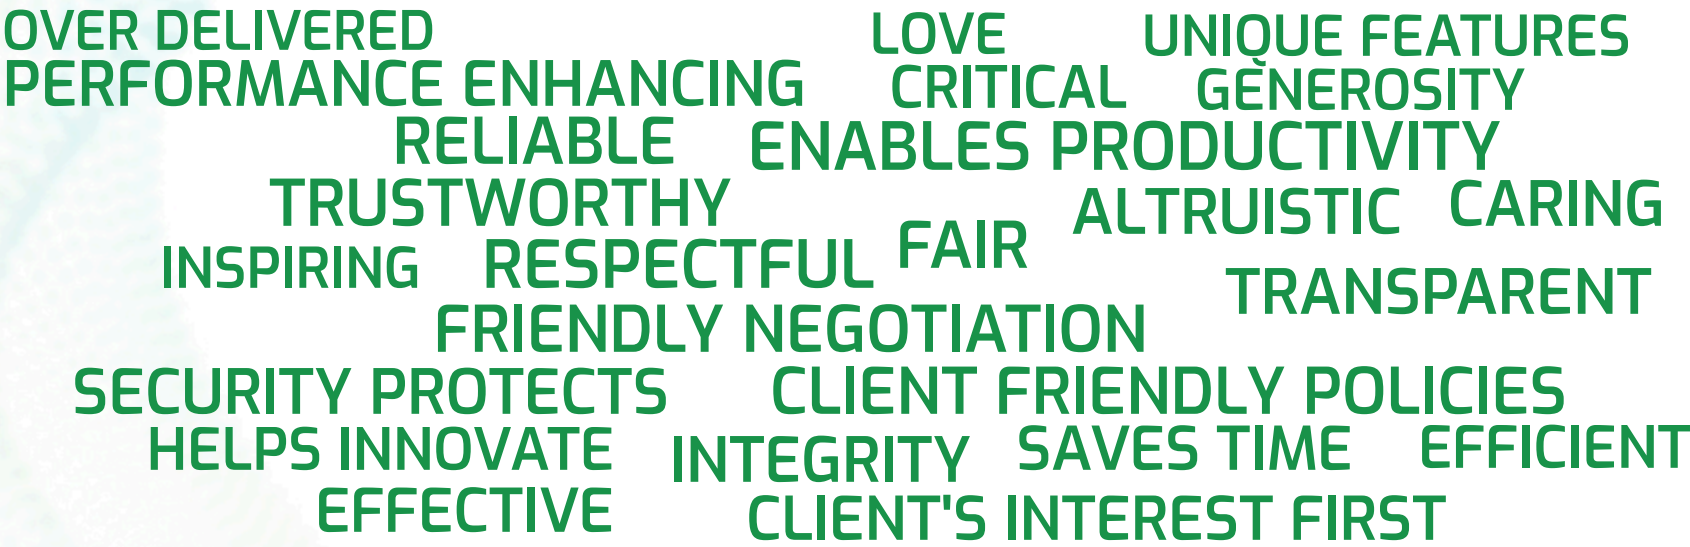 OVER DELIVERED LOVE UNIQUE FEATURES
PERFORMANCE ENHANCING CRITICAL GENEROSITY
RELIABLE ENABLES PRODUCTIVITY
TRUSTWORTHY ALTRUISTIC CARING
INSPIRING RESPECTFUL FAIR TRANSPARENT
FRIENDLY NEGOTIATION
SECURITY PROTECTS CLIENT FRIENDLY POLICIES
HELPS INNOVATE INTEGRITY SAVES TIME EFFICIENT
EFFECTIVE CLIENT'S INTEREST FIRST